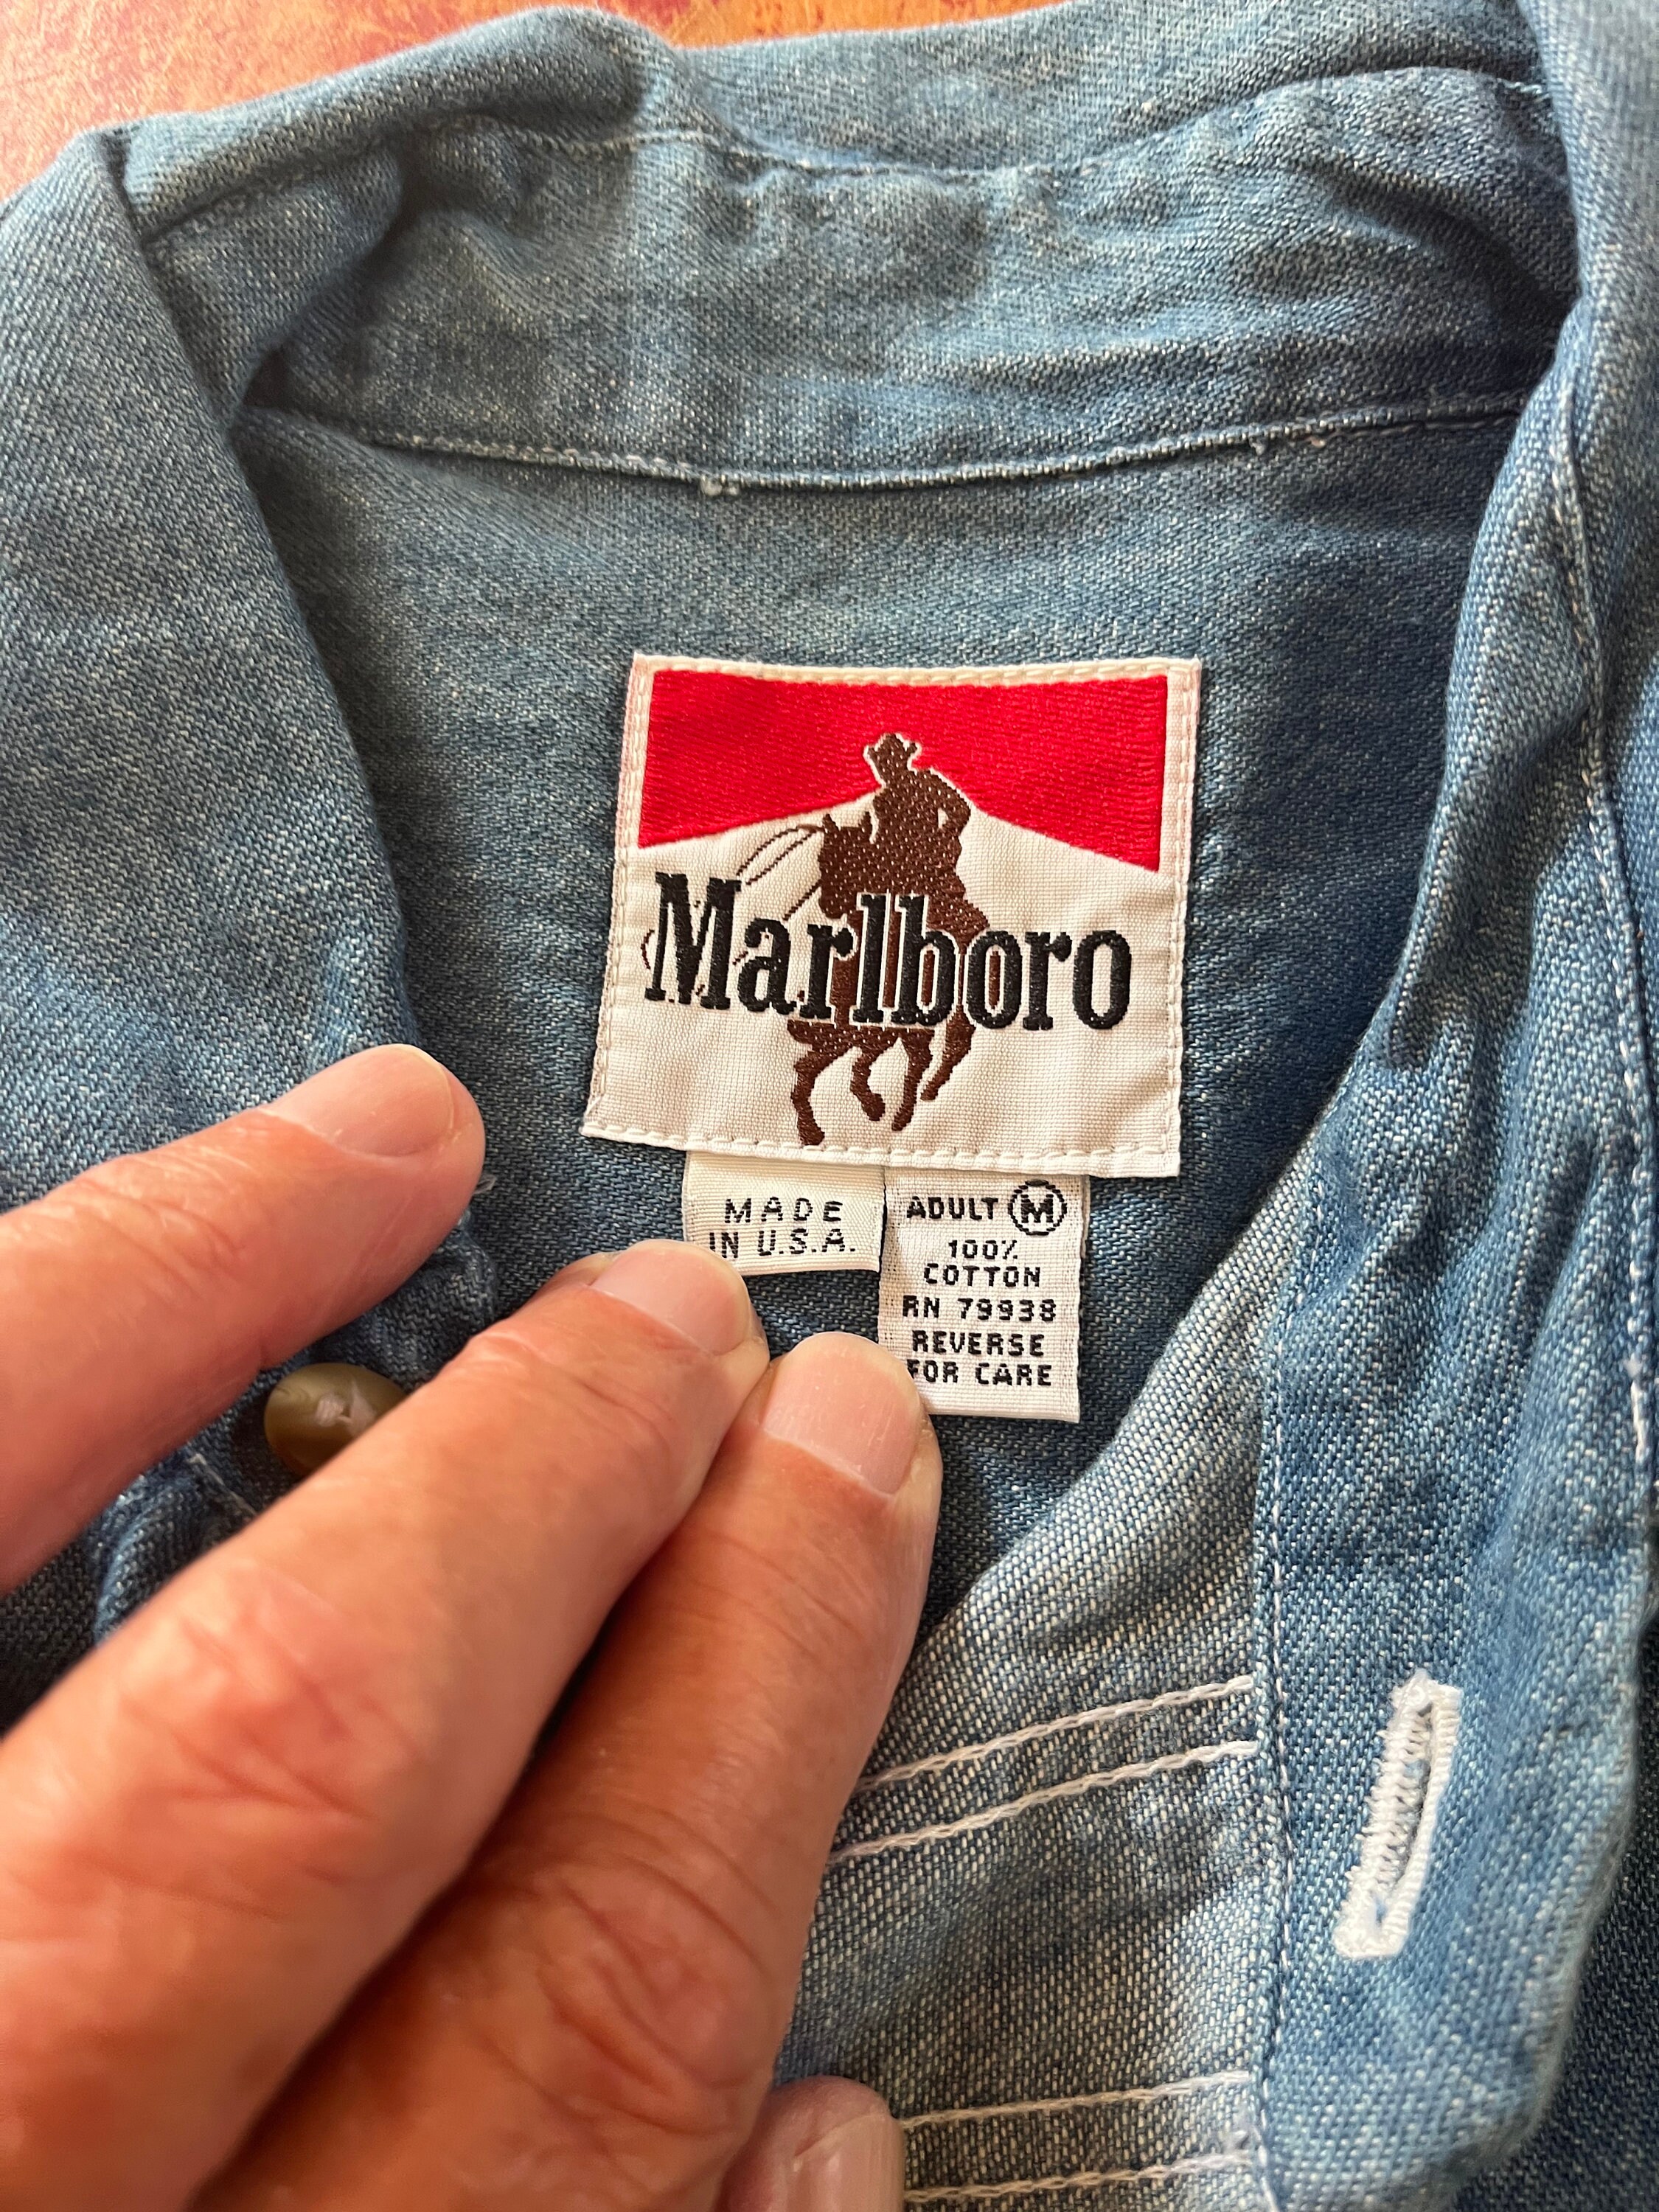 Marlboro
MADE
IN U.S.A.
ADULT M
100%
COTTON
RN 79938
REVERSE
FOR CARE